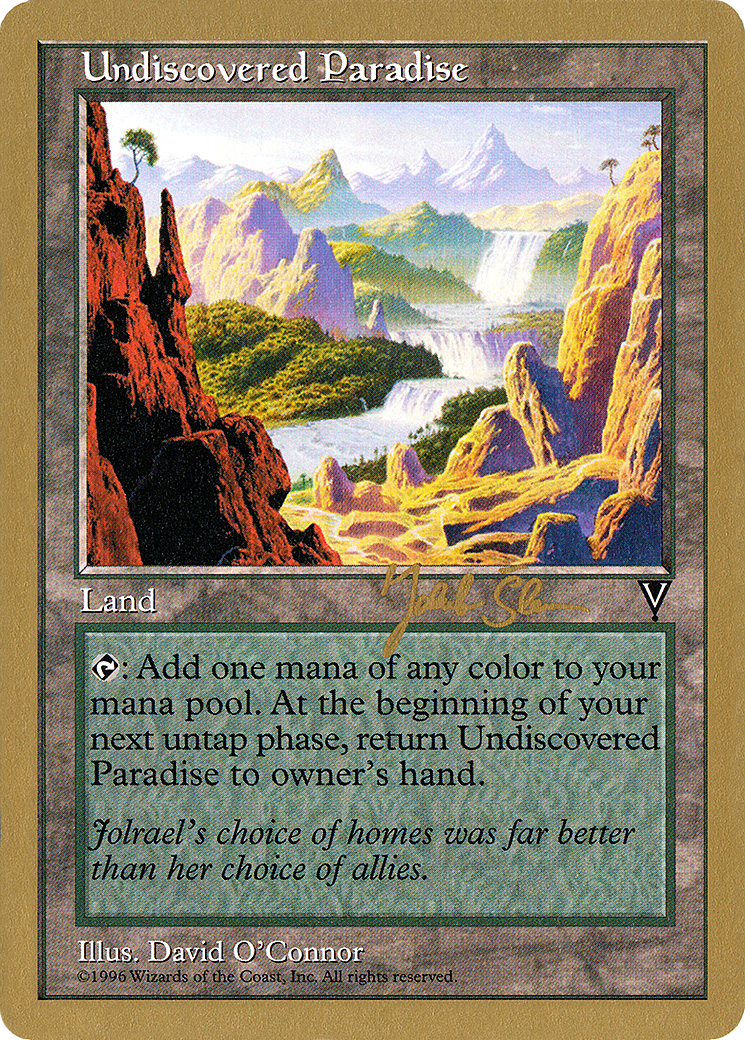 Undiscovered Paradise
Land
V
: Add one mana of any color to your
mana pool. At the beginning of your
next untap phase, return Undiscovered
Paradise to owner's hand.
Jolrael's choice of homes was far better
than her choice of allies.
Illus. David O'Connor
©1996 Wizards of the Coast, Inc. All rights reserved.